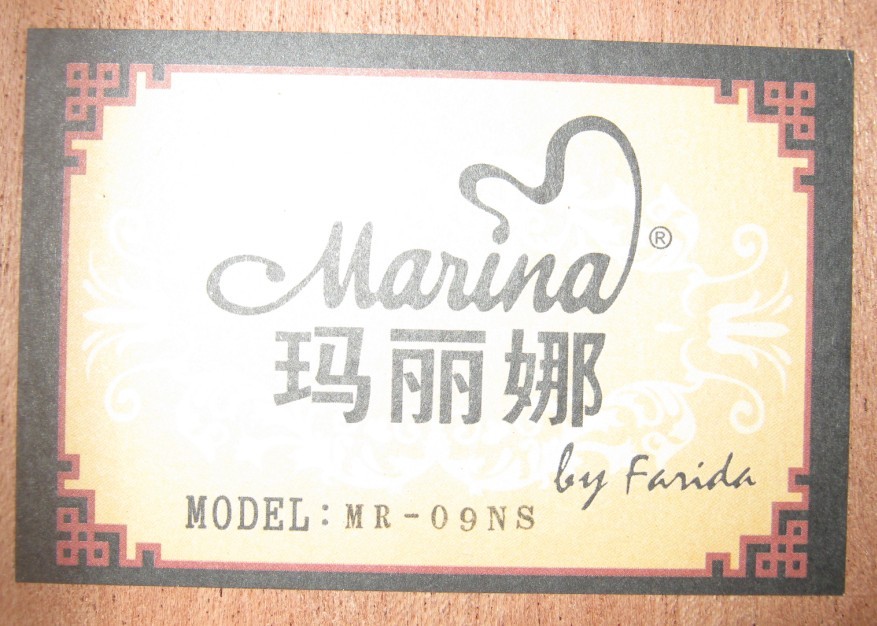 Marina®
玛丽娜
by Farida
MODEL: MR-09NS